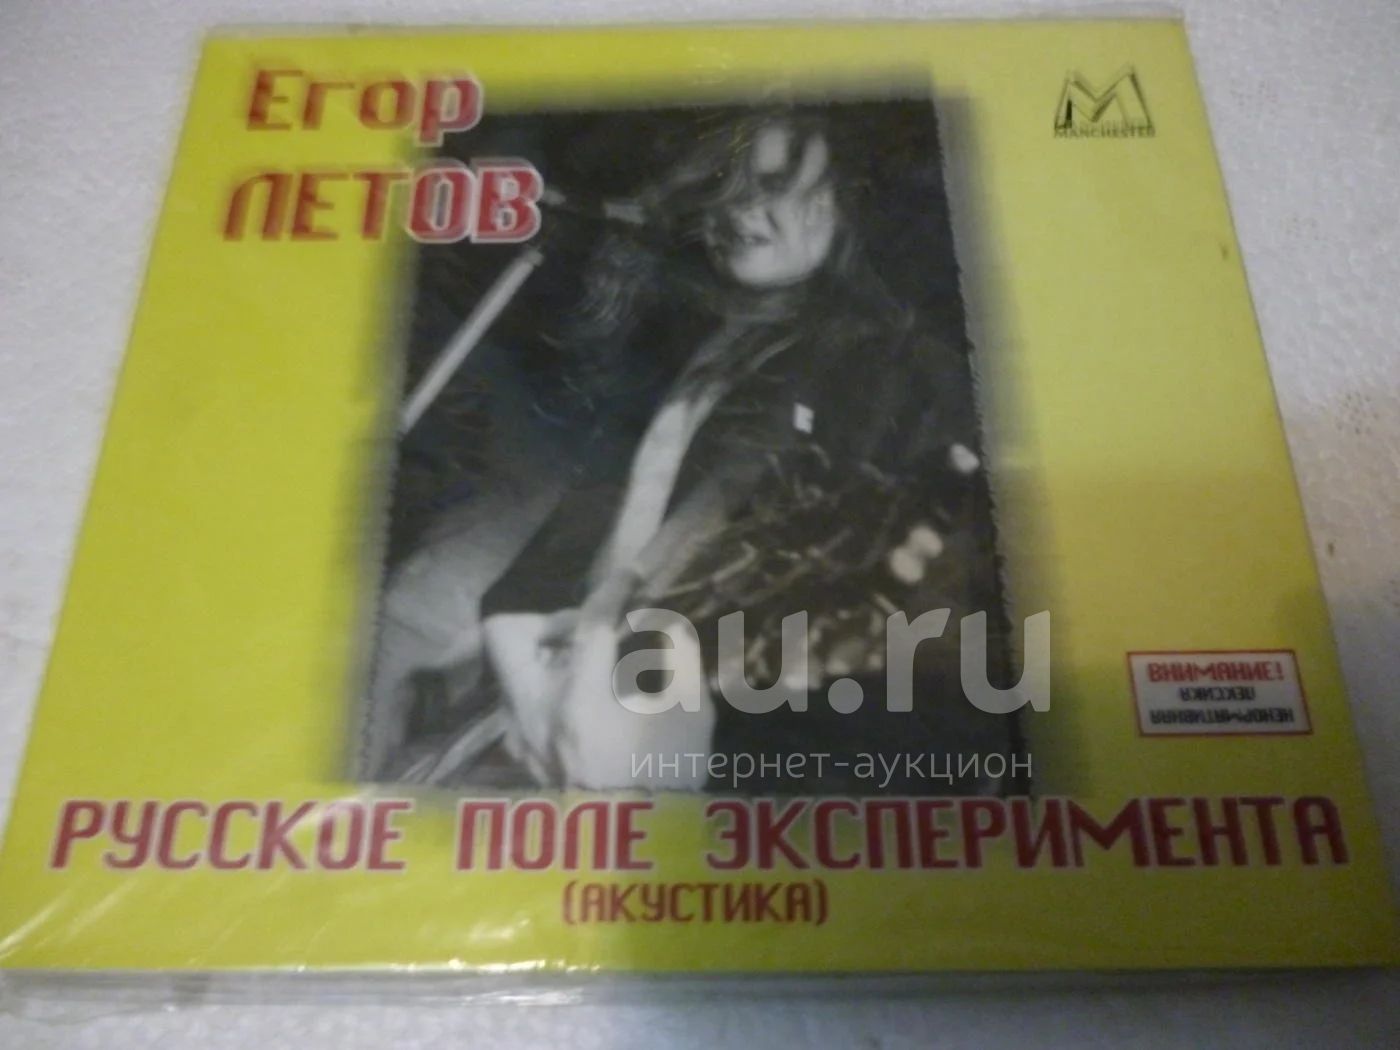 Егор
ЛЕТОВ
MANCHESTER
au.ru
интернет-аукцион
ВНИМАНИЕ!
ЛЕКСИКА
НЕНОРМАТИВНАЯ
РУССКОЕ ПОЛЕ ЭКСПЕРИМЕНТА
(АКУСТИКА)